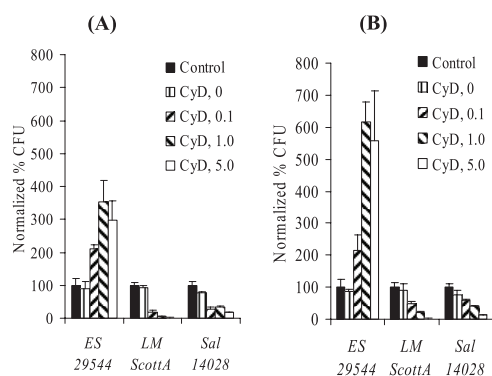 (A)
Normalized % CFU
800
700
600
500
400
300
200
100
0
Control
CyD, 0
CyD, 0.1
CyD, 1.0
CyD, 5.0
ES 29544
LM ScottA
Sal 14028
(B)
Normalized % CFU
800
700
600
500
400
300
200
100
0
Control
CyD, 0
CyD, 0.1
CyD, 1.0
CyD, 5.0
ES 29544
LM ScottA
Sal 14028